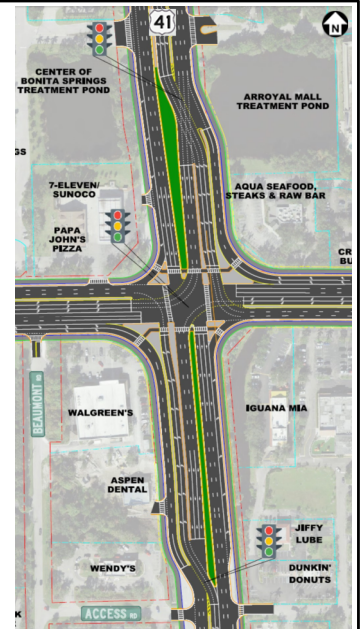 41
N
CENTER OF
BONITA SPRINGS
TREATMENT POND
ARROYAL MALL
TREATMENT POND
GS
7-ELEVEN/
SUNOCO
AQUA SEAFOOD,
STEAKS & RAW BAR
PAPA
JOHN'S
PIZZA
CR
BU
BEAUMONT RD
WALGREEN'S
IGUANA MIA
ASPEN
DENTAL
JIFFY
LUBE
WENDY'S
DUNKIN'
DONUTS
K
ACCESS RD